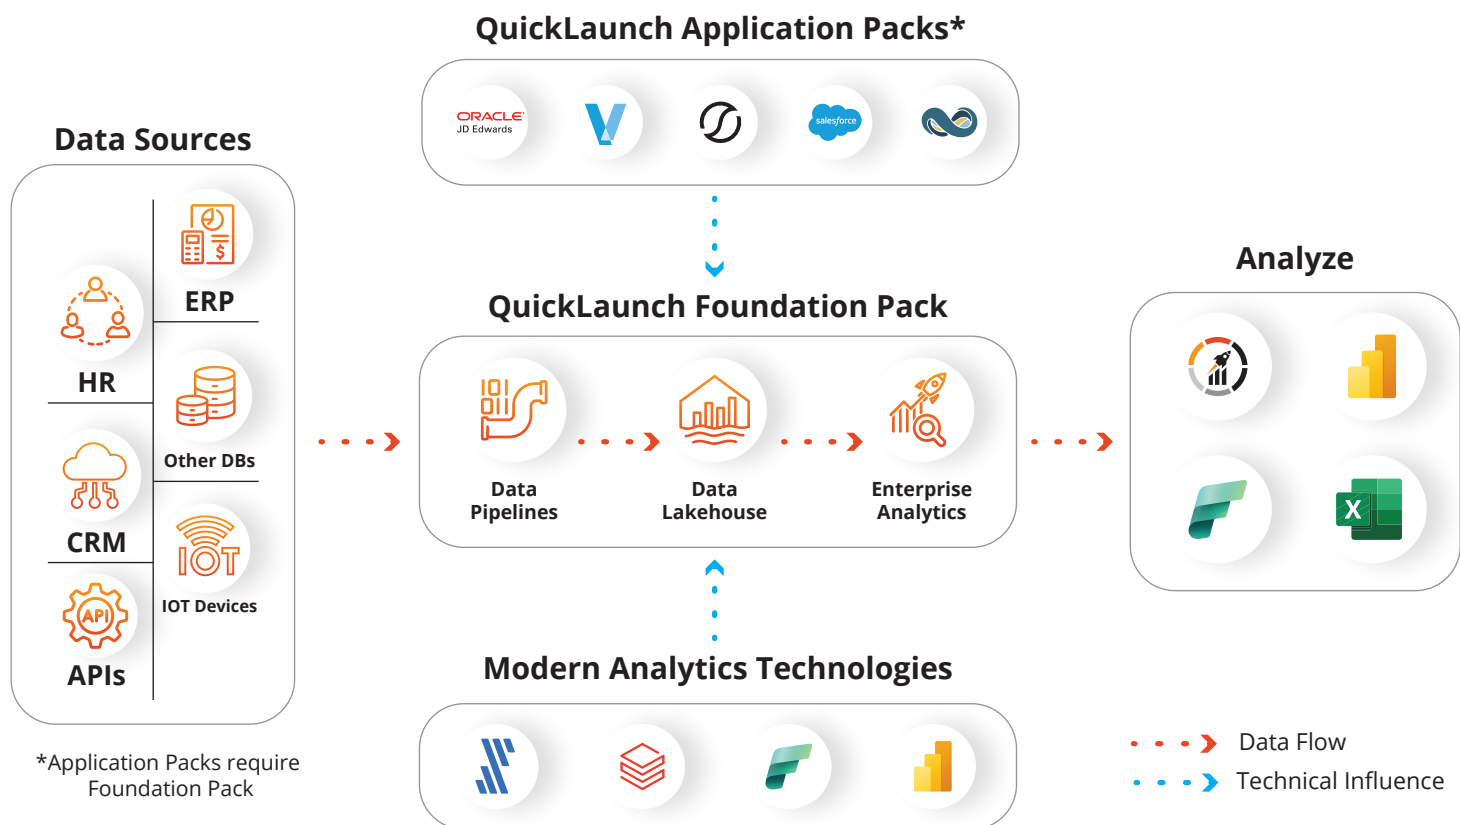 QuickLaunch Application Packs*
ORACLE
JD Edwards
salesforce
Data Sources
ERP
$
HR
Other DBs
CRM
IOT
IOT Devices
API
APIs
*Application Packs require
Foundation Pack
QuickLaunch Foundation Pack
Data
Pipelines
Data
Lakehouse
Enterprise
Analytics
Modern Analytics Technologies
Analyze
X
Data Flow
Technical Influence